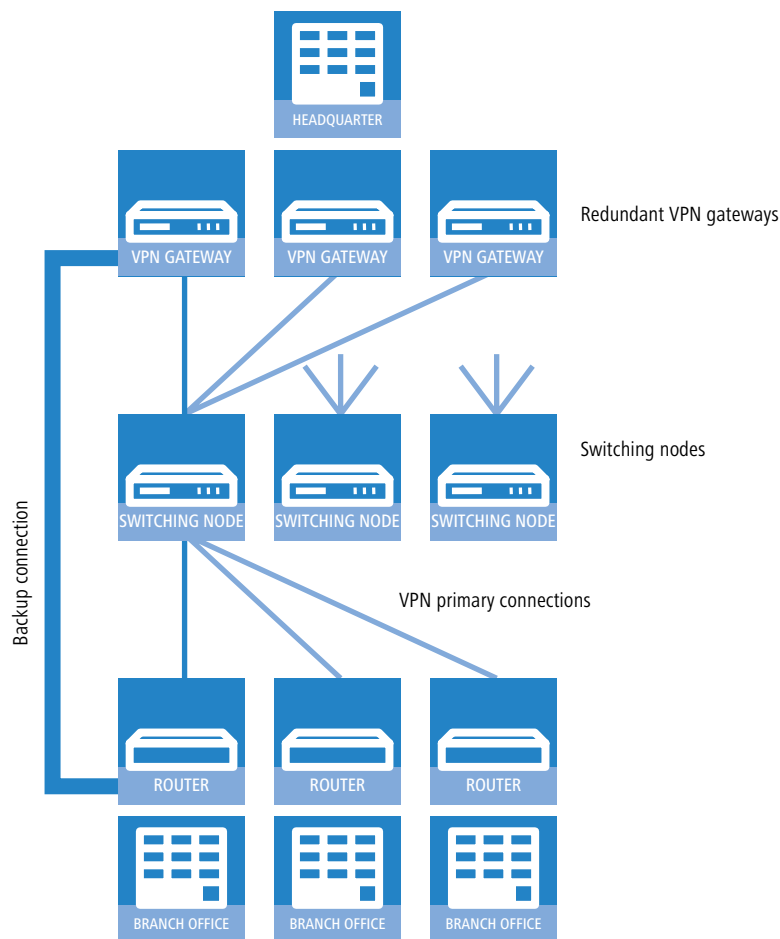 HEADQUARTER
VPN GATEWAY
VPN GATEWAY
VPN GATEWAY
Redundant VPN gateways
SWITCHING NODE
SWITCHING NODE
SWITCHING NODE
Switching nodes
Backup connection
VPN primary connections
ROUTER
ROUTER
ROUTER
BRANCH OFFICE
BRANCH OFFICE
BRANCH OFFICE